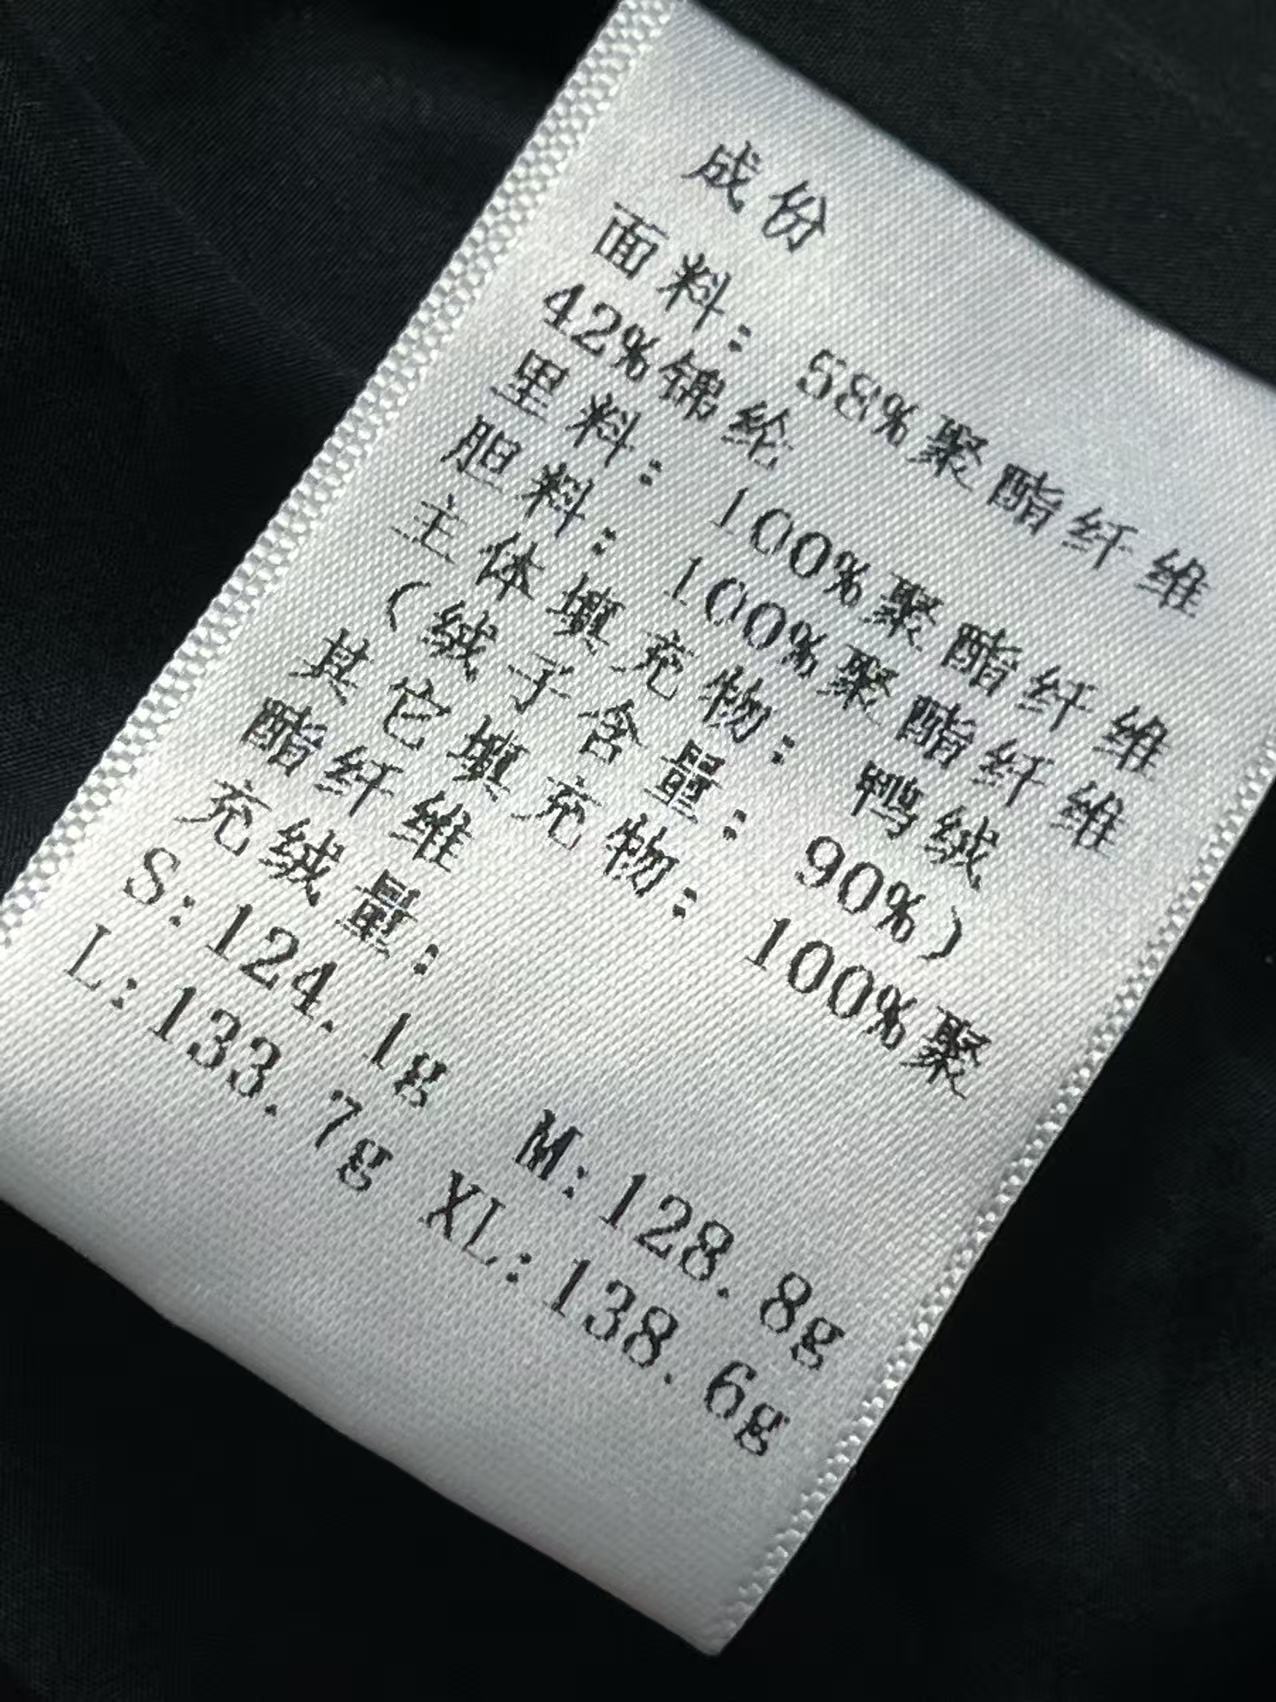 成份
面料：58%聚酯纤维
42%锦纶
里料：100%聚酯纤维
胆料：100%聚酯纤维
主体填充物：鸭绒
（绒子含量：90%）
其它填充物：100%聚
酯纤维
充绒量：
S:124.1g M:128.8g
L:133.7g XL:138.6g